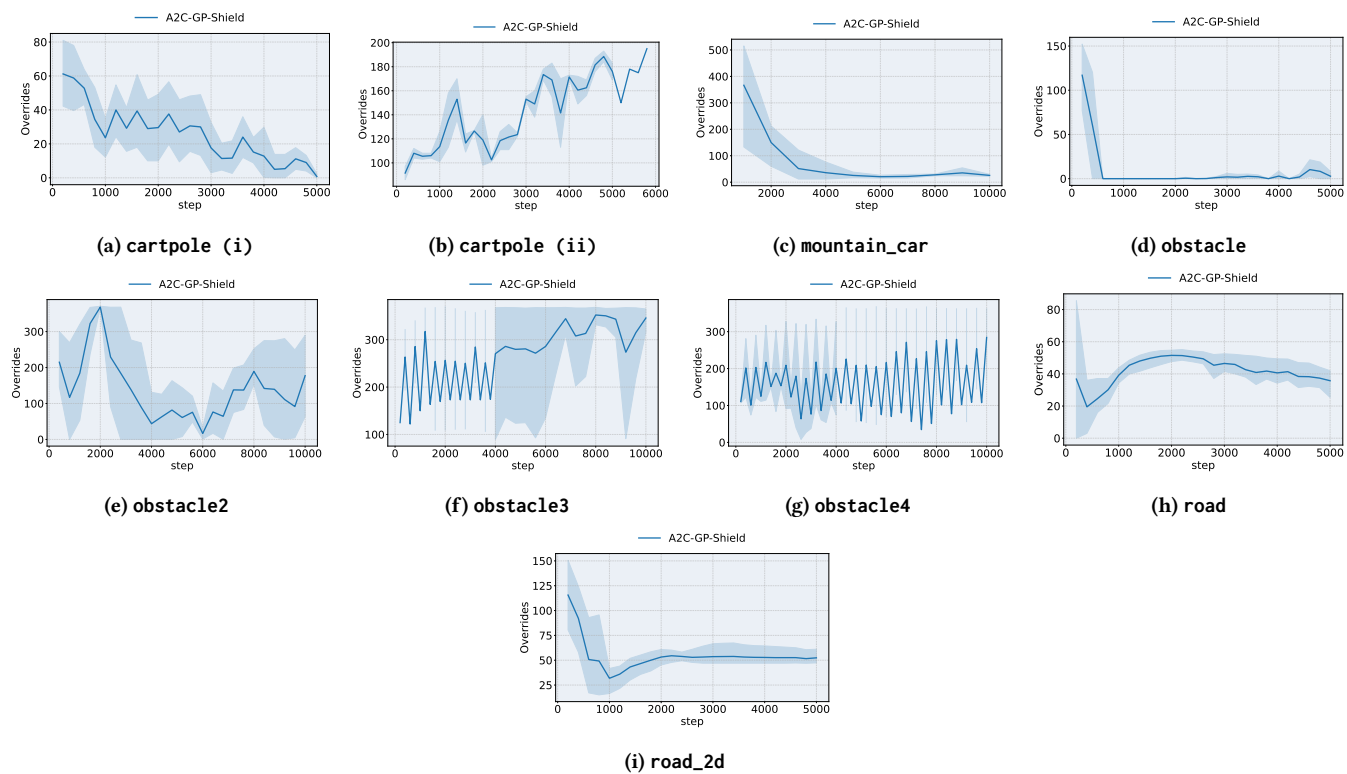 A2C-GP-Shield
80
60
40
20
0
Overrides
0
1000
2000
3000
4000
5000
step
(a) cartpole (i)
A2C-GP-Shield
200
180
160
140
120
100
Overrides
0
1000
2000
3000
4000
5000
5800
step
(b) cartpole (ii)
A2C-GP-Shield
500
400
300
200
100
0
Overrides
2000
4000
6000
8000
10000
step
(c) mountain_car
A2C-GP-Shield
150
100
50
0
Overrides
0
1000
2000
3000
4000
5000
step
(d) obstacle
A2C-GP-Shield
300
200
100
0
Overrides
0
2000
4000
6000
8000
10000
step
(e) obstacle2
A2C-GP-Shield
300
200
100
Overrides
0
2000
4000
6000
8000
10000
step
(f) obstacle3
A2C-GP-Shield
300
200
100
0
Overrides
0
2000
4000
6000
8000
10000
step
(g) obstacle4
A2C-GP-Shield
80
60
40
20
0
Overrides
0
1000
2000
3000
4000
5000
step
(h) road
A2C-GP-Shield
150
125
100
75
50
25
Overrides
0
1000
2000
3000
4000
5000
step
(i) road_2d